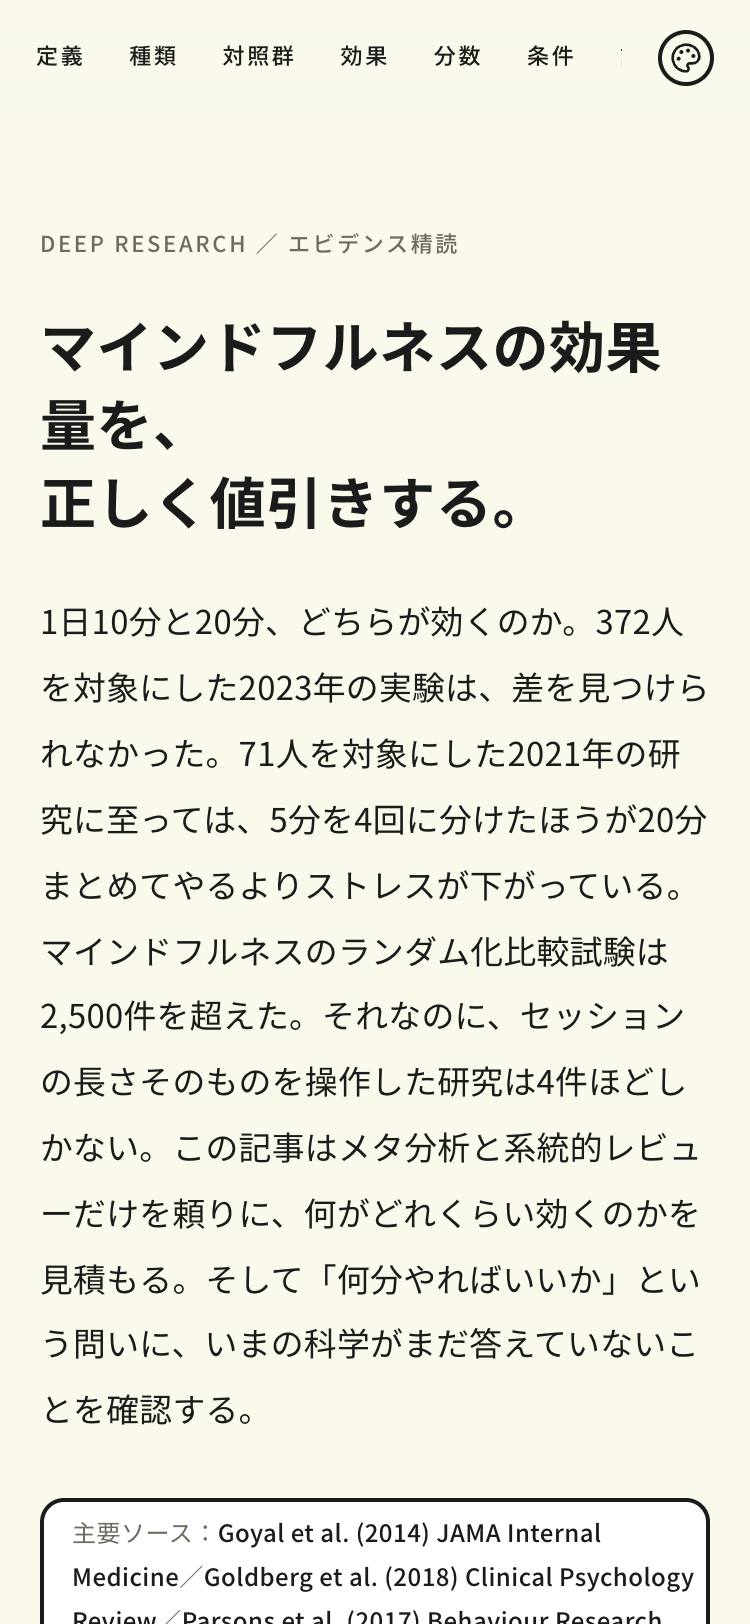 定義 種類 対照群 効果 分数 条件
DEEP RESEARCH ／ エビデンス精読
マインドフルネスの効果
量を、
正しく値引きする。
1日10分と20分、どちらが効くのか。372人
を対象にした2023年の実験は、差を見つけら
れなかった。71人を対象にした2021年の研
究に至っては、5分を4回に分けたほうが20分
まとめてやるよりストレスが下がっている。
マインドフルネスのランダム化比較試験は
2,500件を超えた。それなのに、セッション
の長さそのものを操作した研究は4件ほどし
かない。この記事はメタ分析と系統的レビュ
ーだけを頼りに、何がどれくらい効くのかを
見積もる。そして「何分やればいいか」とい
う問いに、いまの科学がまだ答えていないこ
とを確認する。
主要ソース：Goyal et al. (2014) JAMA Internal
Medicine／Goldberg et al. (2018) Clinical Psychology
Review／Parsons et al. (2017) Behaviour Research